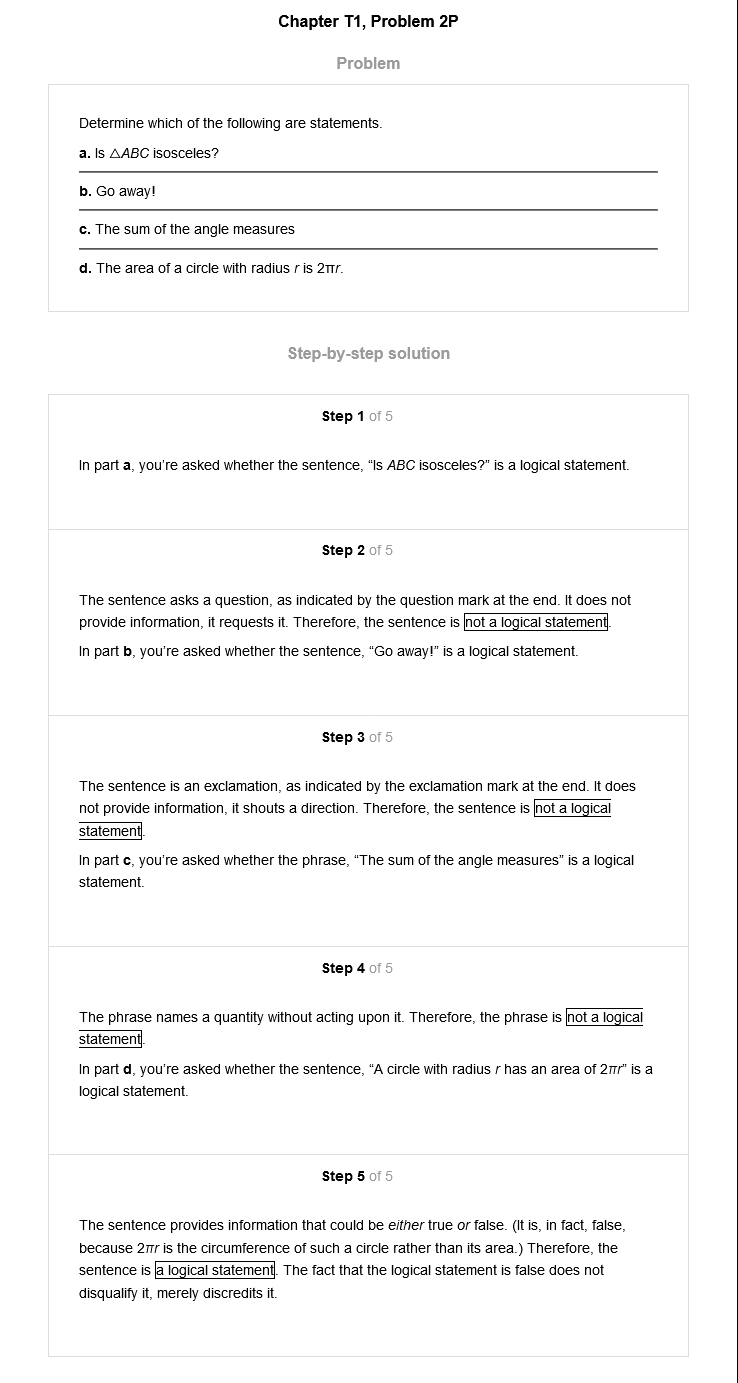 Chapter T1, Problem 2P
Problem
Determine which of the following are statements.
a. Is △ABC isosceles?
b. Go away!
c. The sum of the angle measures
d. The area of a circle with radius r is 2πr.
Step-by-step solution
Step 1 of 5
In part a, you're asked whether the sentence, “Is ABC isosceles?” is a logical statement.
Step 2 of 5
The sentence asks a question, as indicated by the question mark at the end. It does not
provide information, it requests it. Therefore, the sentence is not a logical statement.
In part b, you're asked whether the sentence, “Go away!” is a logical statement.
Step 3 of 5
The sentence is an exclamation, as indicated by the exclamation mark at the end. It does
not provide information, it shouts a direction. Therefore, the sentence is not a logical
statement.
In part c, you're asked whether the phrase, “The sum of the angle measures” is a logical
statement.
Step 4 of 5
The phrase names a quantity without acting upon it. Therefore, the phrase is not a logical
statement.
In part d, you're asked whether the sentence, “A circle with radius r has an area of 2πr” is a
logical statement.
Step 5 of 5
The sentence provides information that could be either true or false. (It is, in fact, false,
because 2πr is the circumference of such a circle rather than its area.) Therefore, the
sentence is a logical statement. The fact that the logical statement is false does not
disqualify it, merely discredits it.